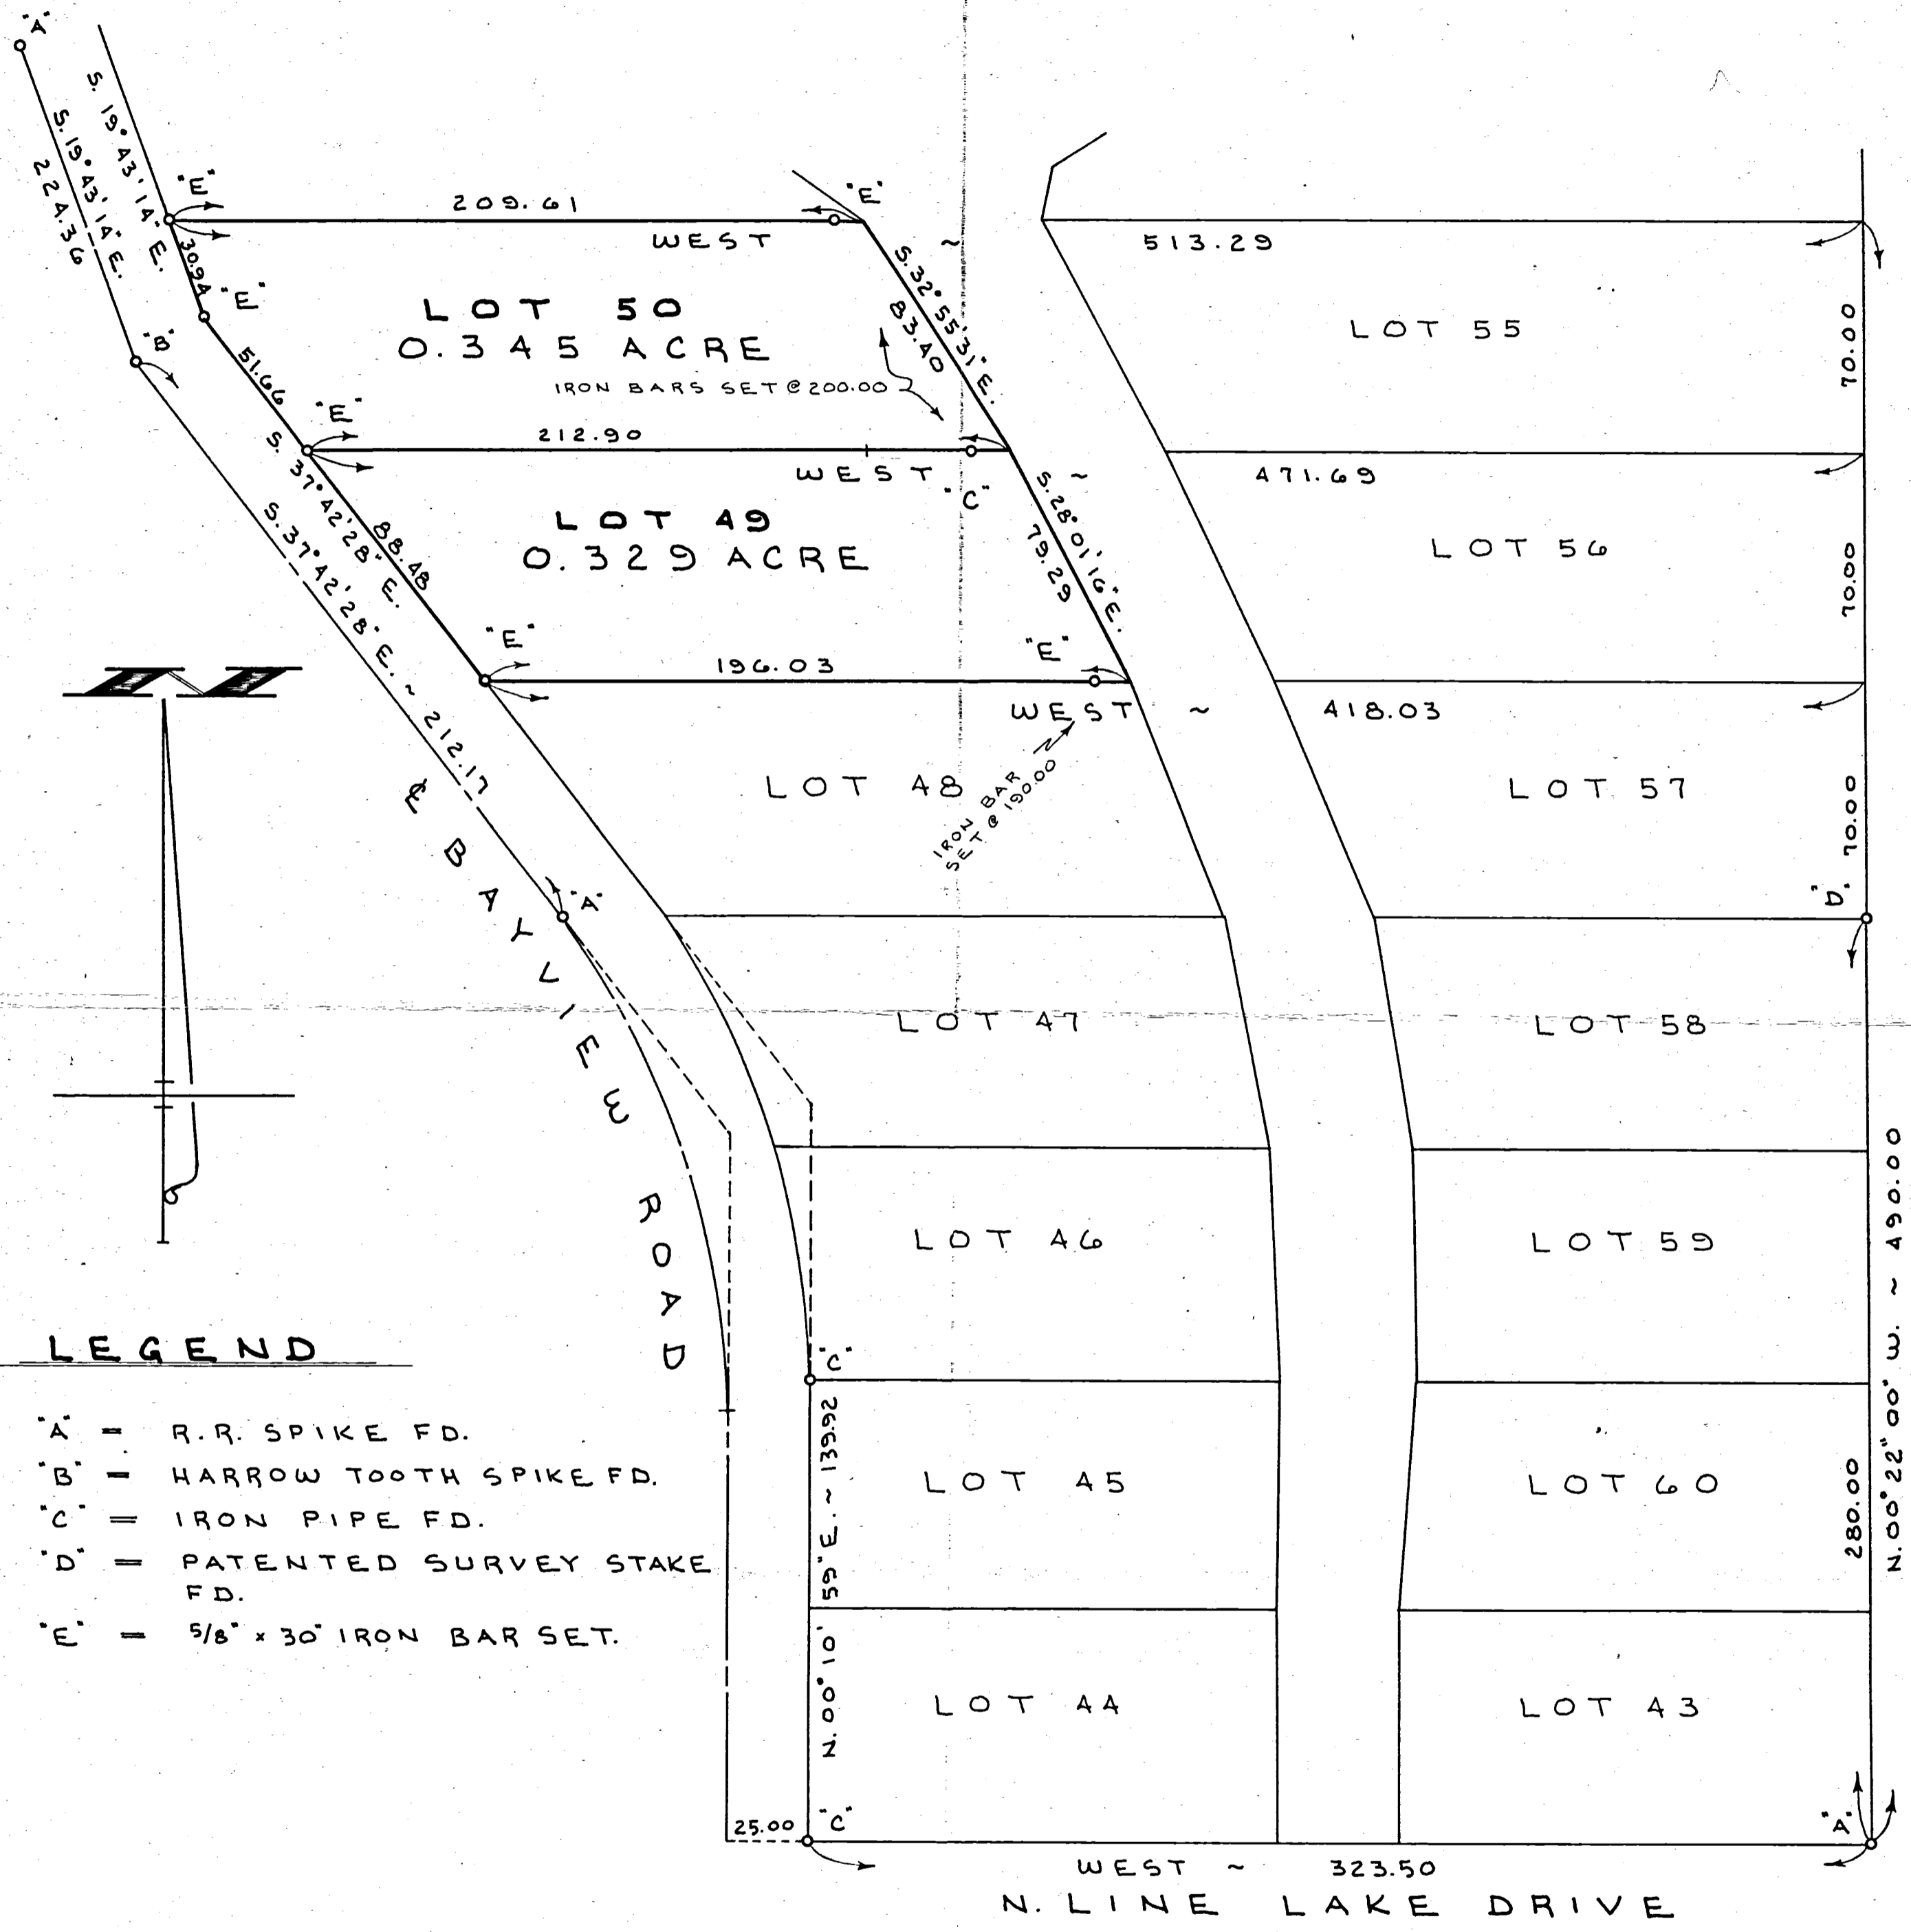 "A"
S. 19° 43' 14" E.
S. 19° 43' 14" E.
224.36
"E"
209.61
WEST
"E"
~
513.29
30.94
"E"
"B"
LOT 50
0.345 ACRE
IRON BARS SET @ 200.00
S. 32° 55' 31" E.
83.40
LOT 55
70.00
51.66
"E"
212.90
WEST
"C"
~
471.69
S. 37° 42' 28" E.
88.48
S. 37° 42' 28" E. ~ 212.17
LOT 49
0.329 ACRE
S. 28° 01' 16" E.
79.29
LOT 56
70.00
"E"
196.03
"E"
WEST ~
418.03
N
LOT 48
IRON BAR
SET @ 190.00
LOT 57
70.00
"D"
"A"
℄ BAYVIEW ROAD
LOT 47
LOT 58
LOT 46
LOT 59
N. 00° 22" 00' W. ~ 490.00
"C"
LEGEND
"A" = R.R. SPIKE FD.
"B" = HARROW TOOTH SPIKE FD.
"C" = IRON PIPE FD.
"D" = PATENTED SURVEY STAKE
FD.
"E" = 5/8" x 30" IRON BAR SET.
N. 00° 10' 59" E. ~ 139.92
LOT 45
LOT 60
280.00
LOT 44
LOT 43
25.00
"C"
"A"
WEST ~ 323.50
N. LINE LAKE DRIVE